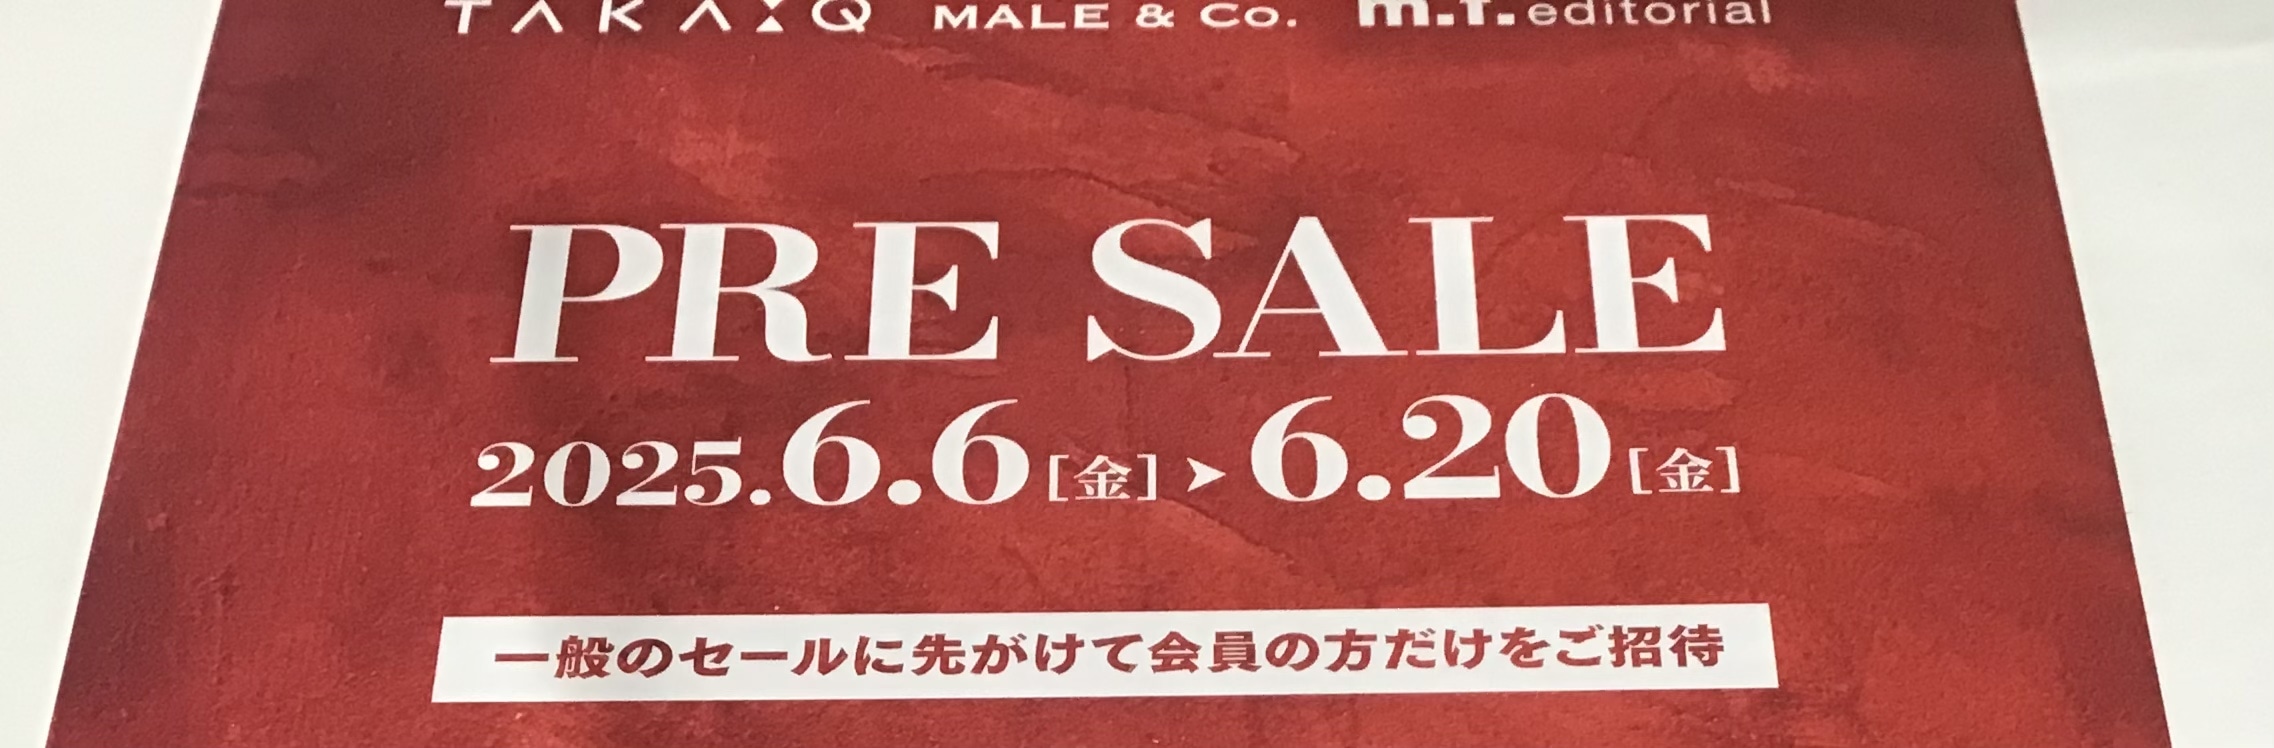 TAKA:Q MALE & Co. m.f.editorial
PRE SALE
2025.6.6[金]➤6.20[金]
一般のセールに先がけて会員の方だけをご招待